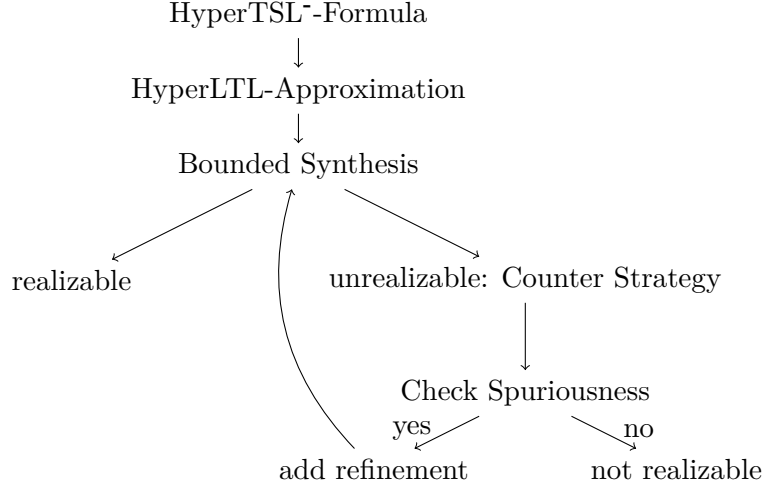 HyperTSL⁻-Formula
HyperLTL-Approximation
Bounded Synthesis
realizable
unrealizable: Counter Strategy
Check Spuriousness
yes
no
add refinement
not realizable